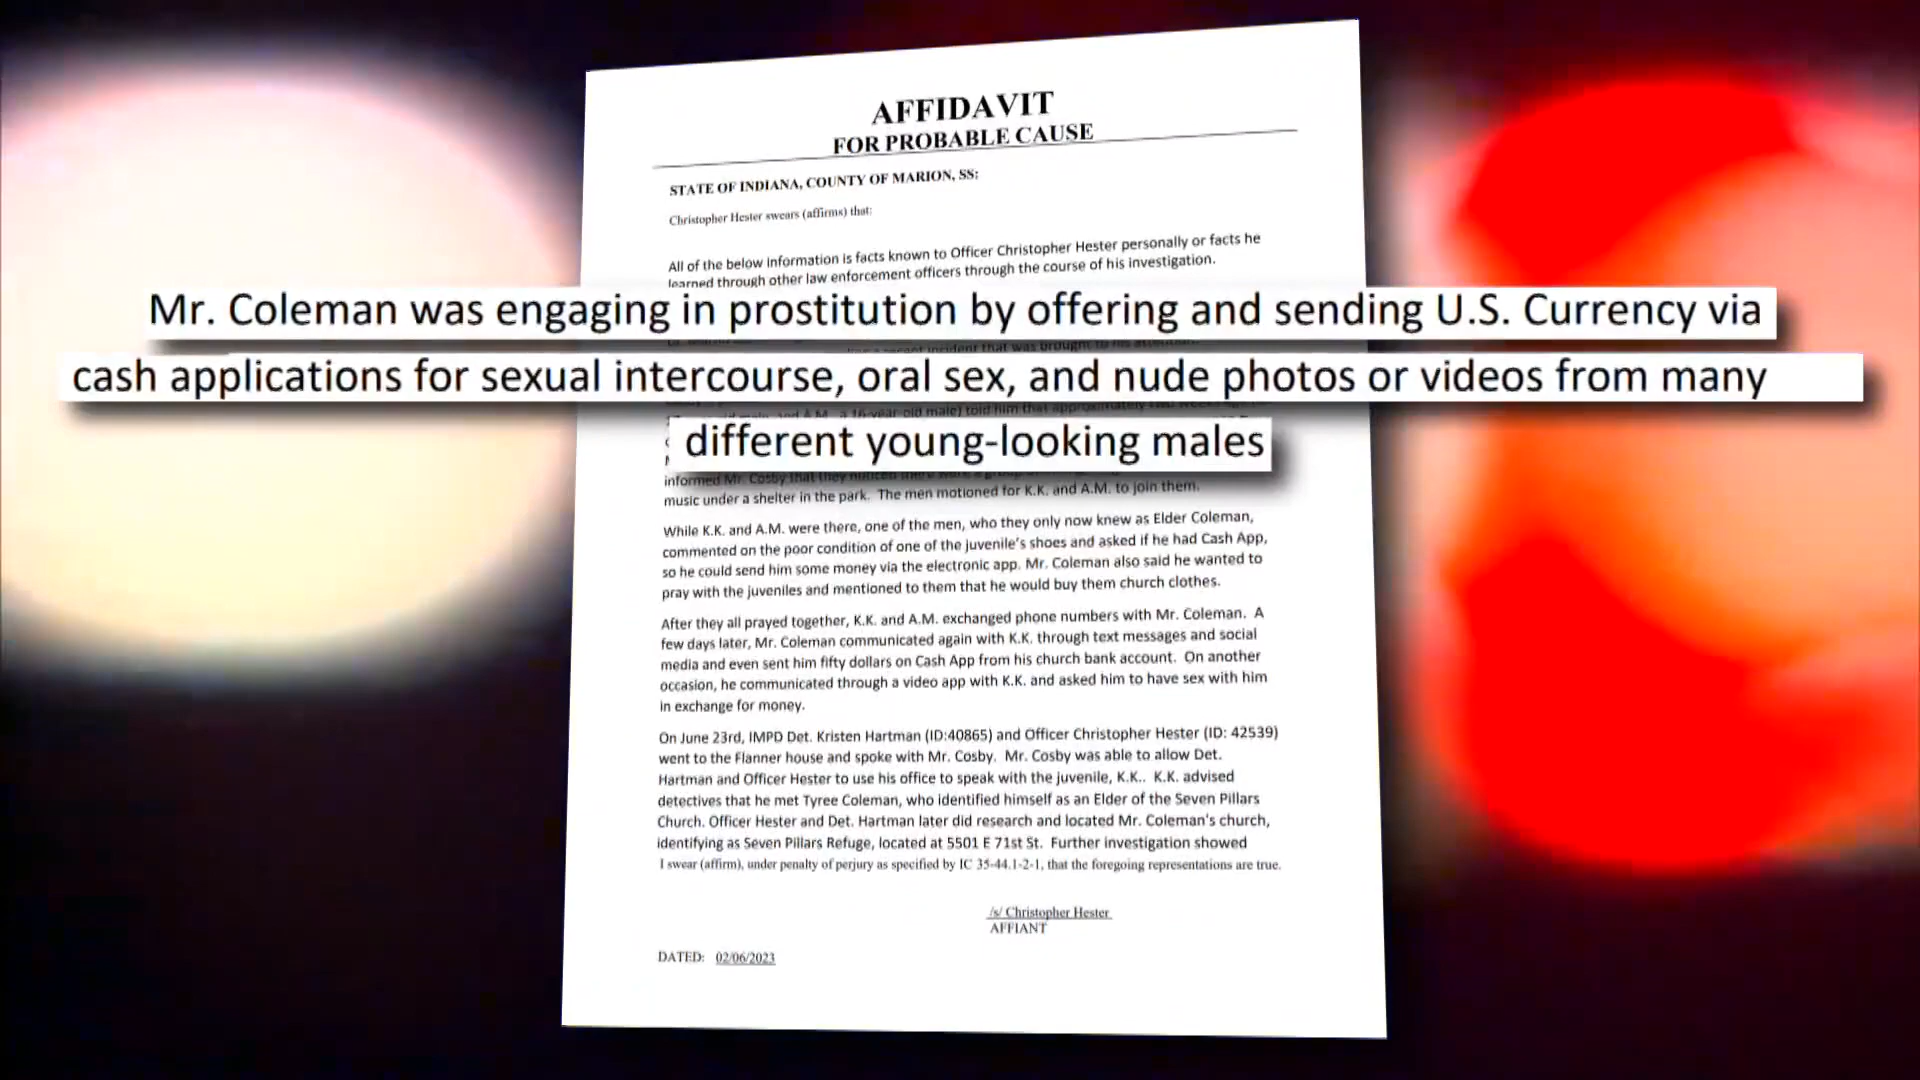 AFFIDAVIT
FOR PROBABLE CAUSE
STATE OF INDIANA, COUNTY OF MARION, SS:
Christopher Hester swears (affirms) that:
All of the below information is facts known to Officer Christopher Hester personally or facts he
learned through other law enforcement officers through the course of his investigation.
Mr. Coleman was engaging in prostitution by offering and sending U.S. Currency via
cash applications for sexual intercourse, oral sex, and nude photos or videos from many
different young-looking males
informed Mr. Cosby that they noticed there were a group
music under a shelter in the park. The men motioned for K.K. and A.M. to join them.
While K.K. and A.M. were there, one of the men, who they only now knew as Elder Coleman,
commented on the poor condition of one of the juvenile's shoes and asked if he had Cash App,
so he could send him some money via the electronic app. Mr. Coleman also said he wanted to
pray with the juveniles and mentioned to them that he would buy them church clothes.
After they all prayed together, K.K. and A.M. exchanged phone numbers with Mr. Coleman. A
few days later, Mr. Coleman communicated again with K.K. through text messages and social
media and even sent him fifty dollars on Cash App from his church bank account. On another
occasion, he communicated through a video app with K.K. and asked him to have sex with him
in exchange for money.
On June 23rd, IMPD Det. Kristen Hartman (ID:40865) and Officer Christopher Hester (ID: 42539)
went to the Flanner house and spoke with Mr. Cosby. Mr. Cosby was able to allow Det.
Hartman and Officer Hester to use his office to speak with the juvenile, K.K.. K.K. advised
detectives that he met Tyree Coleman, who identified himself as an Elder of the Seven Pillars
Church. Officer Hester and Det. Hartman later did research and located Mr. Coleman's church,
identifying as Seven Pillars Refuge, located at 5501 E 71st St. Further investigation showed
I swear (affirm), under penalty of perjury as specified by IC 35-44.1-2-1, that the foregoing representations are true.
/s/ Christopher Hester
AFFIANT
DATED: 02/06/2023